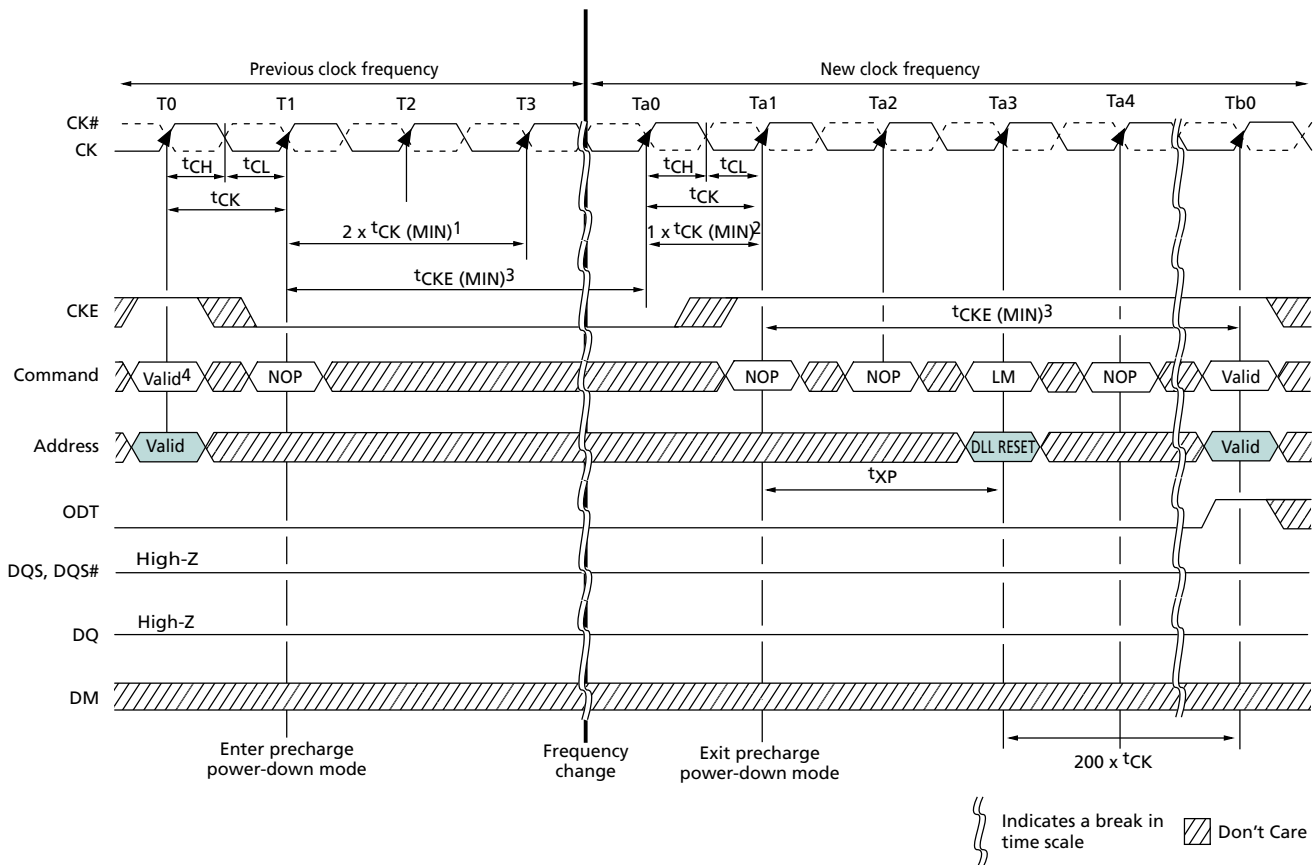 Previous clock frequency
New clock frequency
T0 T1 T2 T3 Ta0 Ta1 Ta2 Ta3 Ta4 Tb0
CK#
CK
tCH tCL tCH tCL
tCK tCK
2 x tCK (MIN)1 1 x tCK (MIN)2
tCKE (MIN)3
CKE
tCKE (MIN)3
Command Valid4 NOP NOP NOP LM NOP Valid
Address Valid DLL RESET Valid
tXP
ODT
High-Z
DQS, DQS#
High-Z
DQ
DM
Enter precharge
power-down mode
Frequency
change
Exit precharge
power-down mode
200 x tCK
Indicates a break in
time scale
Don't Care